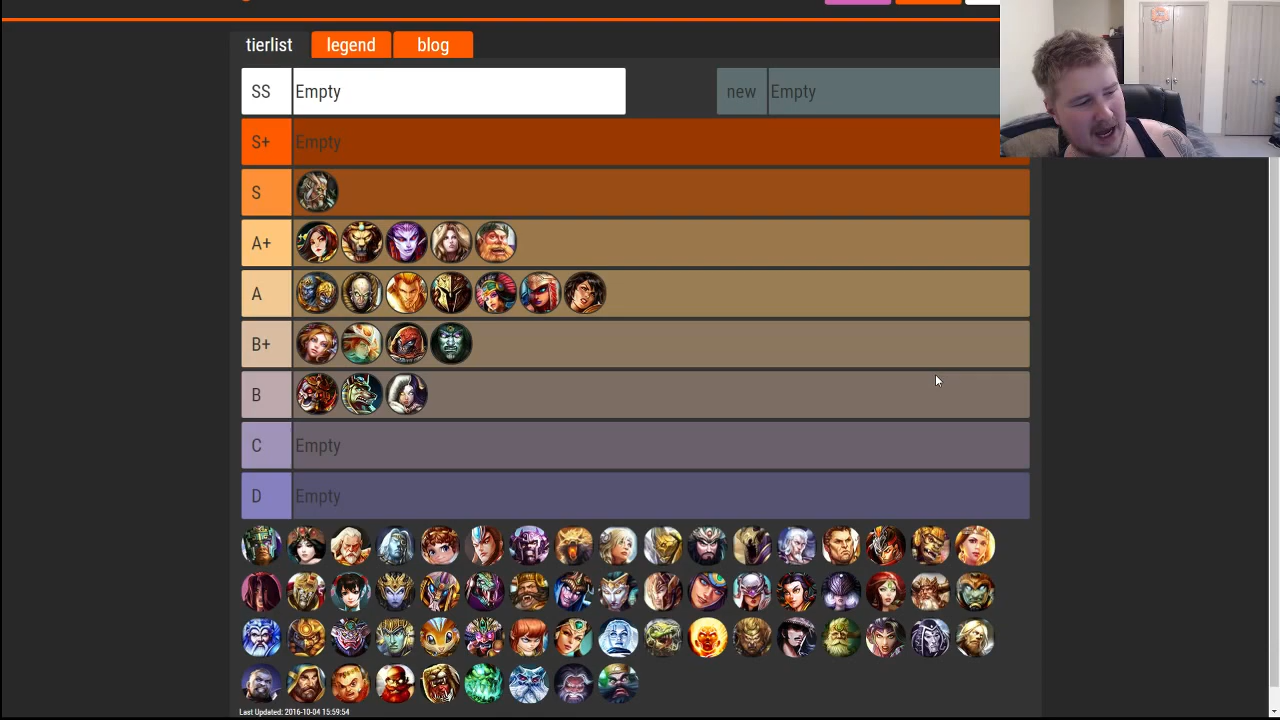 tierlist legend blog
SS Empty new Empty
S+ Empty
S
A+
A
B+
B
C Empty
D Empty
Last Updated: 2016-10-04 15:59:54